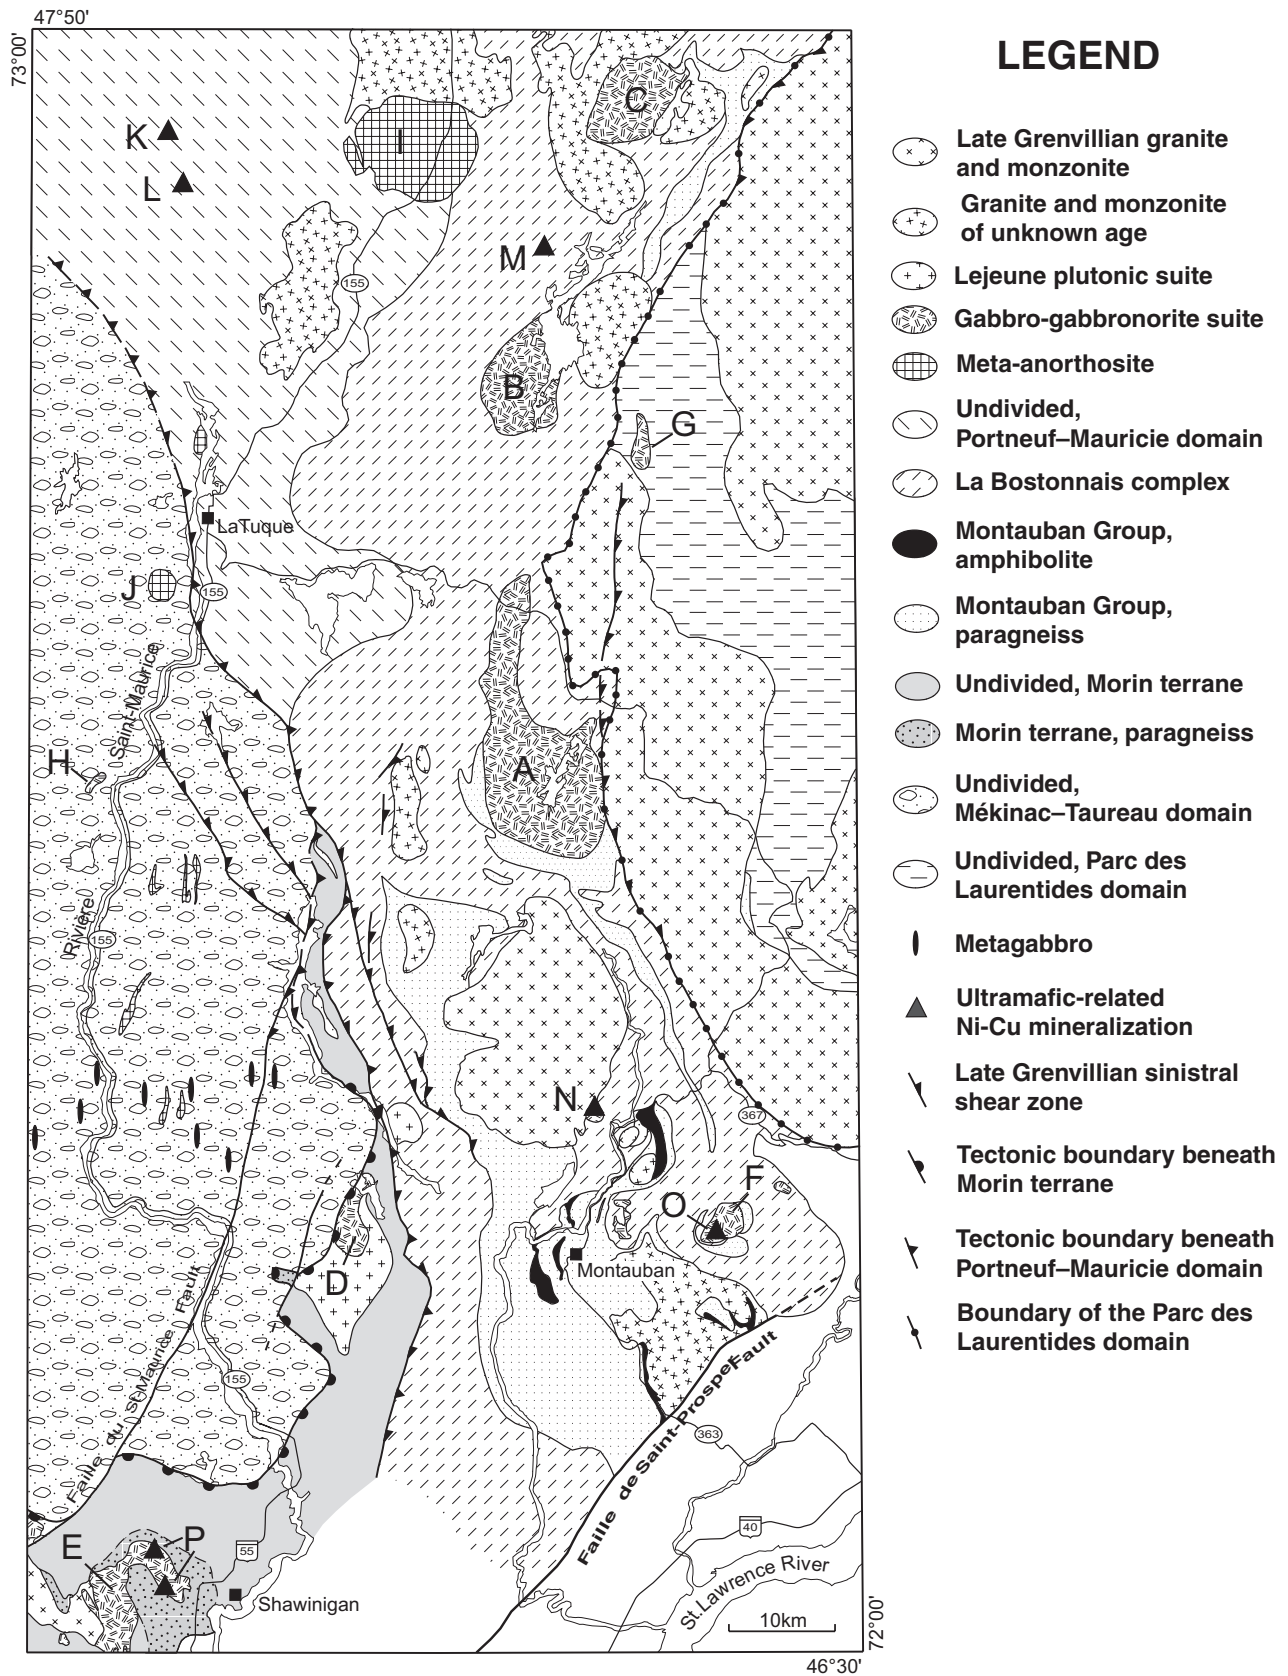 47°50'
73°00'
LEGEND
Late Grenvillian granite
and monzonite
Granite and monzonite
of unknown age
Lejeune plutonic suite
Gabbro-gabbronorite suite
Meta-anorthosite
Undivided,
Portneuf–Mauricie domain
La Bostonnais complex
Montauban Group,
amphibolite
Montauban Group,
paragneiss
Undivided, Morin terrane
Morin terrane, paragneiss
Undivided,
Mékinac–Taureau domain
Undivided, Parc des
Laurentides domain
Metagabbro
Ultramafic-related
Ni-Cu mineralization
Late Grenvillian sinistral
shear zone
Tectonic boundary beneath
Morin terrane
Tectonic boundary beneath
Portneuf–Mauricie domain
Boundary of the Parc des
Laurentides domain
C
K
I
L
M
155
B
G
LaTuque
J
155
Saint-Maurice
H
A
Rivière
155
N
367
F
O
Montauban
D
Faille du St-Maurice Fault
155
Faille de Saint-Prosper Fault
363
40
St.Lawrence River
E
P
55
Shawinigan
10km
72°00'
46°30'